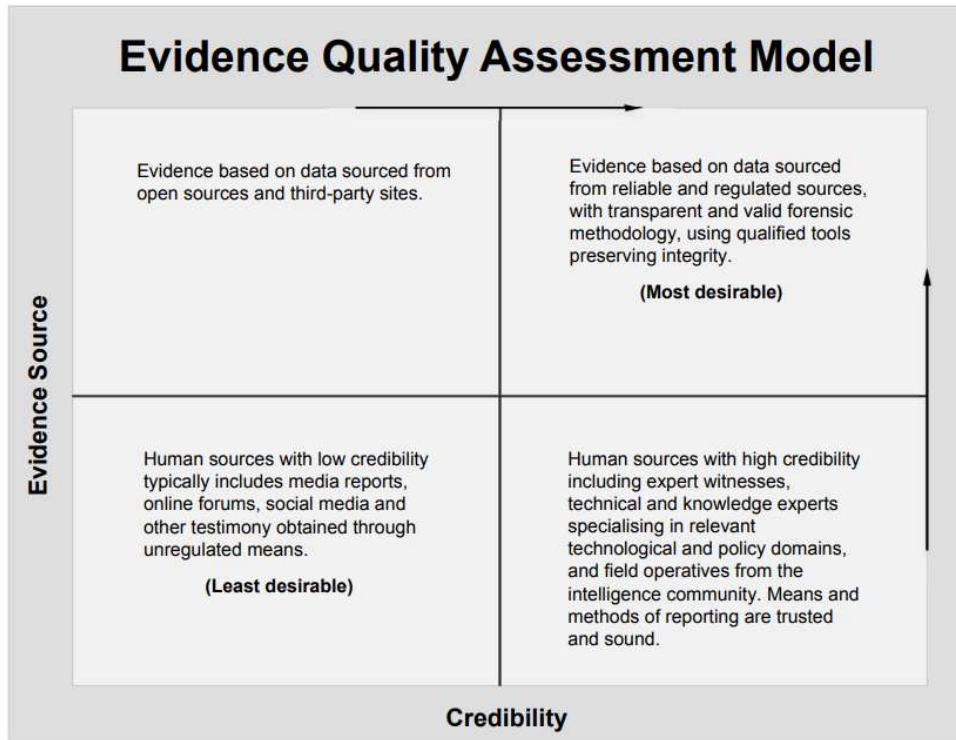 Evidence Quality Assessment Model
Evidence based on data sourced from
open sources and third-party sites.
Evidence based on data sourced
from reliable and regulated sources,
with transparent and valid forensic
methodology, using qualified tools
preserving integrity.
(Most desirable)
Evidence Source
Human sources with low credibility
typically includes media reports,
online forums, social media and
other testimony obtained through
unregulated means.
(Least desirable)
Human sources with high credibility
including expert witnesses,
technical and knowledge experts
specialising in relevant
technological and policy domains,
and field operatives from the
intelligence community. Means and
methods of reporting are trusted
and sound.
Credibility